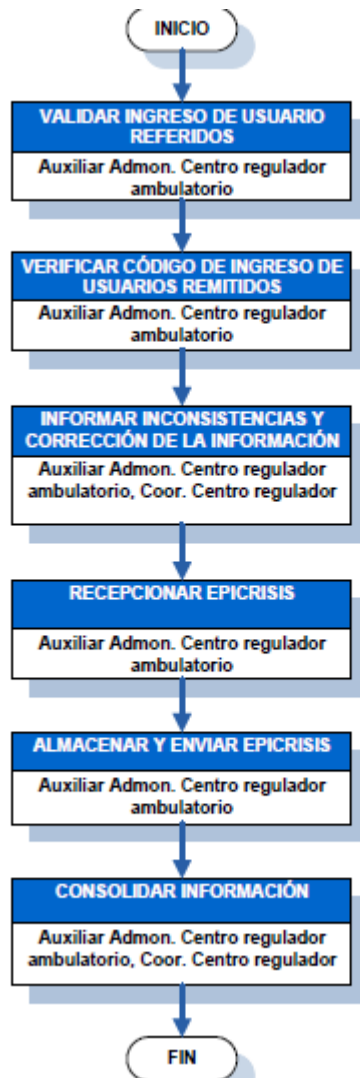 INICIO
VALIDAR INGRESO DE USUARIO
REFERIDOS
Auxiliar Admon. Centro regulador
ambulatorio
VERIFICAR CÓDIGO DE INGRESO DE
USUARIOS REMITIDOS
Auxiliar Admon. Centro regulador
ambulatorio
INFORMAR INCONSISTENCIAS Y
CORRECCIÓN DE LA INFORMACIÓN
Auxiliar Admon. Centro regulador
ambulatorio, Coor. Centro regulador
RECEPCIONAR EPICRISIS
Auxiliar Admon. Centro regulador
ambulatorio
ALMACENAR Y ENVIAR EPICRISIS
Auxiliar Admon. Centro regulador
ambulatorio
CONSOLIDAR INFORMACIÓN
Auxiliar Admon. Centro regulador
ambulatorio, Coor. Centro regulador
FIN